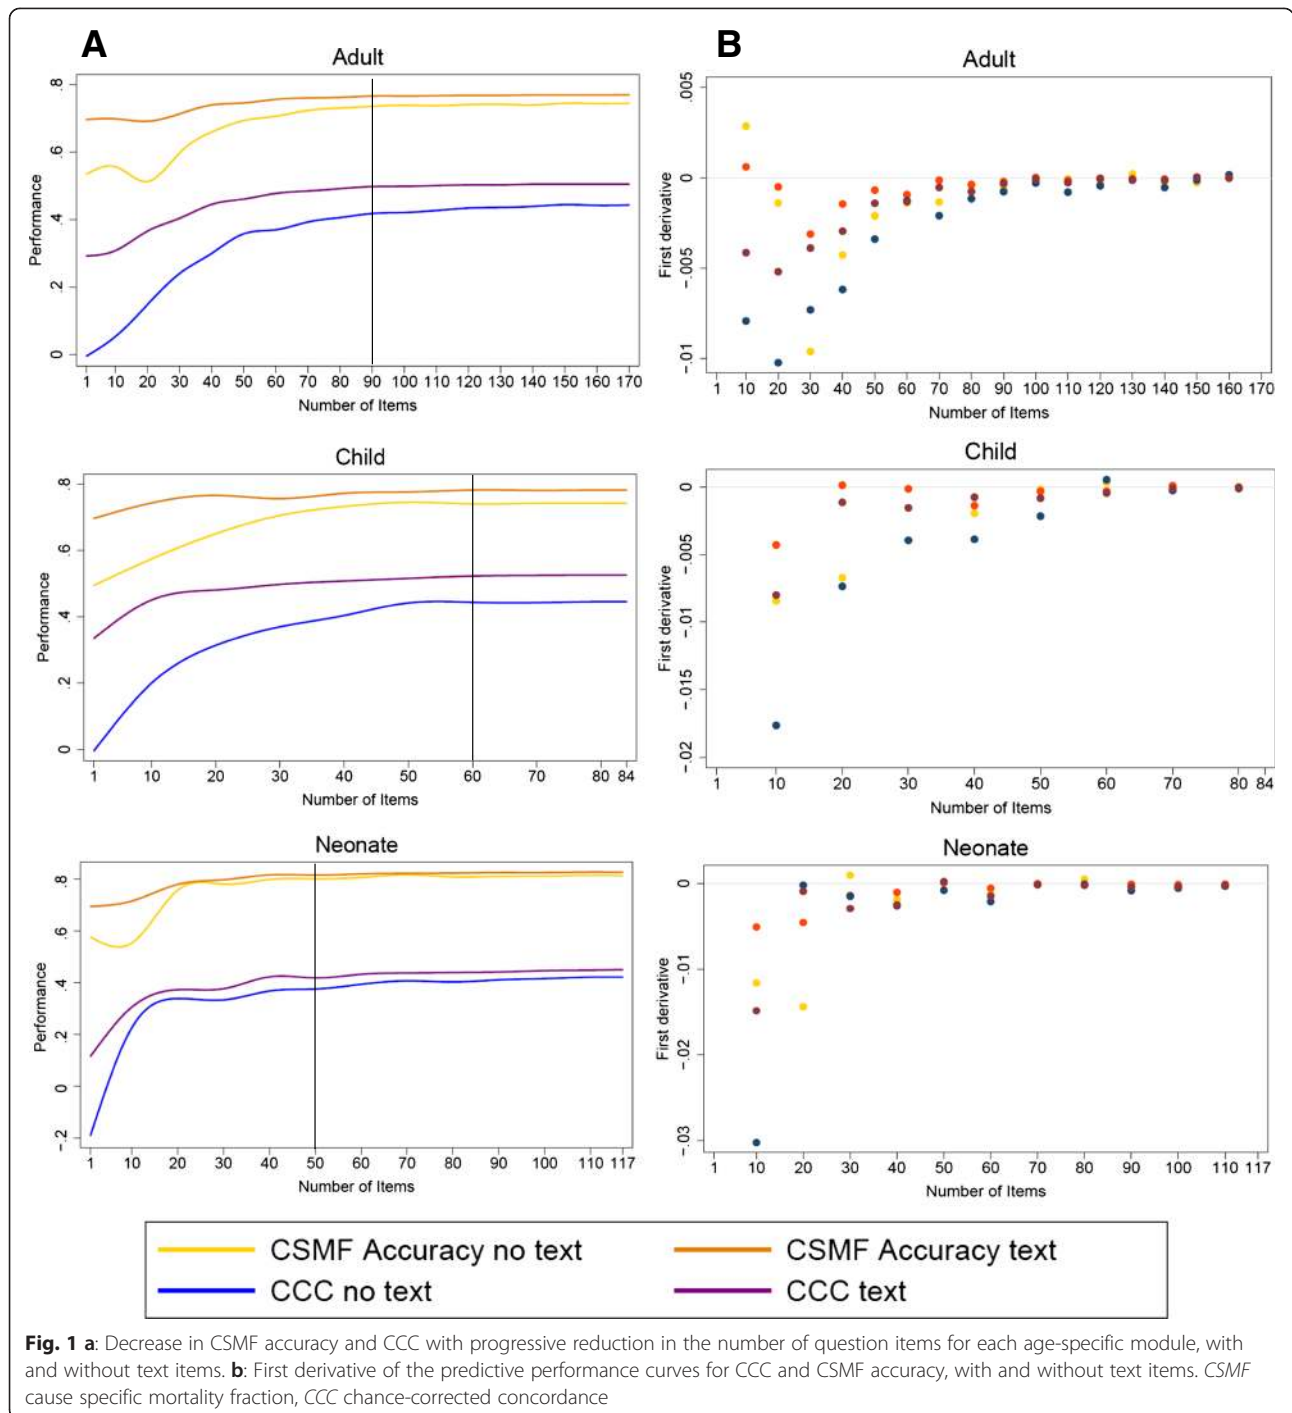 A
Adult
Performance
.8
.6
.4
.2
0
1 10 20 30 40 50 60 70 80 90 100 110 120 130 140 150 160 170
Number of Items
B
Adult
First derivative
.005
0
-.005
-.01
1 10 20 30 40 50 60 70 80 90 100 110 120 130 140 150 160 170
Number of Items
Child
Performance
.8
.6
.4
.2
0
1 10 20 30 40 50 60 70 80 84
Number of Items
Child
First derivative
0
-.005
-.01
-.015
-.02
1 10 20 30 40 50 60 70 80 84
Number of Items
Neonate
Performance
.8
.6
.4
.2
0
-.2
1 10 20 30 40 50 60 70 80 90 100 110 117
Number of Items
Neonate
First derivative
0
-.01
-.02
-.03
1 10 20 30 40 50 60 70 80 90 100 110 117
Number of Items
CSMF Accuracy no text CSMF Accuracy text
CCC no text CCC text
Fig. 1 a: Decrease in CSMF accuracy and CCC with progressive reduction in the number of question items for each age-specific module, with
and without text items. b: First derivative of the predictive performance curves for CCC and CSMF accuracy, with and without text items. CSMF
cause specific mortality fraction, CCC chance-corrected concordance